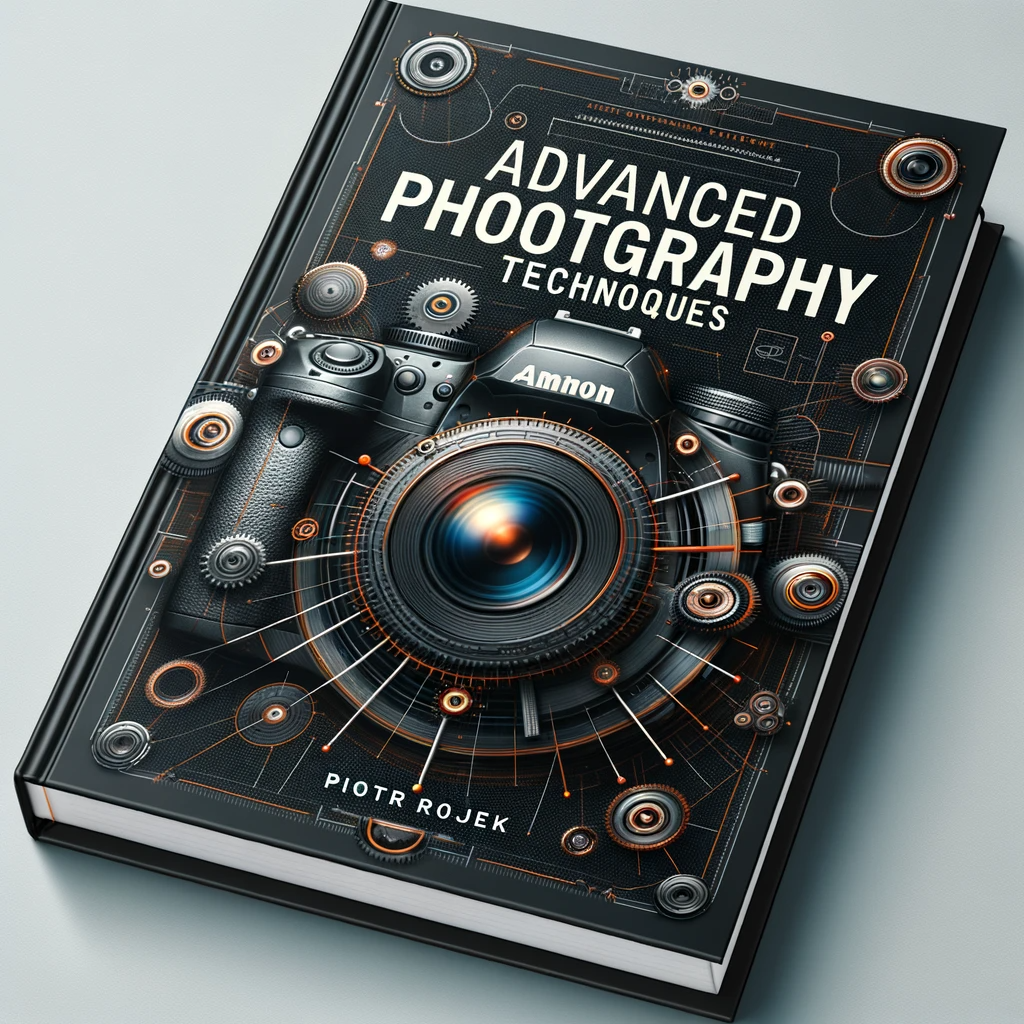 ADVANCED
PHOOTGRAPHY
TECHNOQUES
Amnon
PIOTR ROJEK